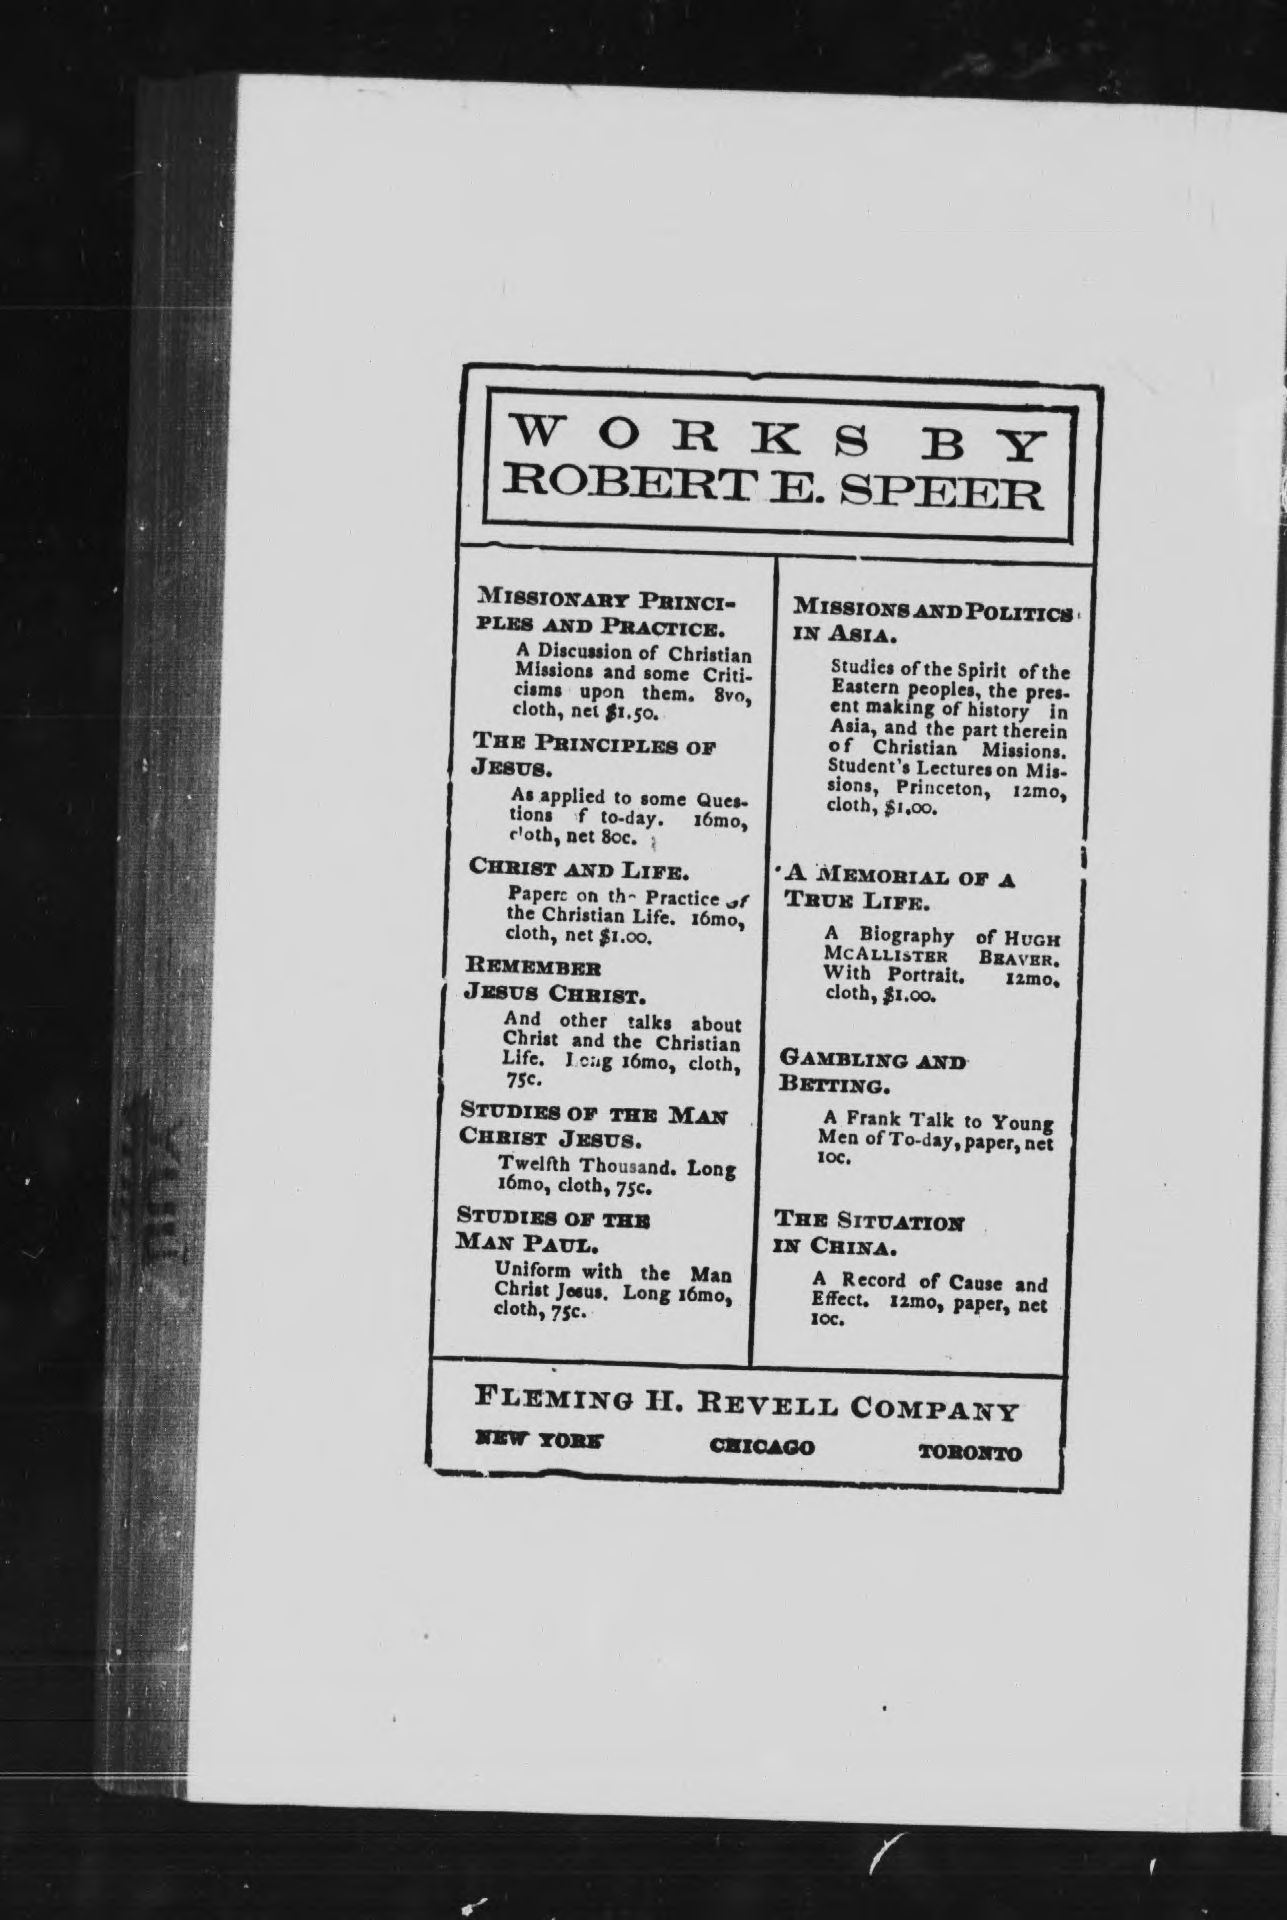 WORKS BY
ROBERT E. SPEER
MISSIONARY PRINCI-
PLES AND PRACTICE.
A Discussion of Christian
Missions and some Criti-
cisms upon them. 8vo,
cloth, net $1.50.
THE PRINCIPLES OF
JESUS.
As applied to some Ques-
tions f to-day. 16mo,
cloth, net 80c.
CHRIST AND LIFE.
Papers on the Practice of
the Christian Life. 16mo,
cloth, net $1.00.
REMEMBER
JESUS CHRIST.
And other talks about
Christ and the Christian
Life. Long 16mo, cloth,
75c.
STUDIES OF THE MAN
CHRIST JESUS.
Twelfth Thousand. Long
16mo, cloth, 75c.
STUDIES OF THE
MAN PAUL.
Uniform with the Man
Christ Jesus. Long 16mo,
cloth, 75c.
MISSIONS AND POLITICS
IN ASIA.
Studies of the Spirit of the
Eastern peoples, the pres-
ent making of history in
Asia, and the part therein
of Christian Missions.
Student's Lectures on Mis-
sions, Princeton, 12mo,
cloth, $1.00.
A MEMORIAL OF A
TRUE LIFE.
A Biography of HUGH
MCALLISTER BEAVER.
With Portrait. 12mo,
cloth, $1.00.
GAMBLING AND
BETTING.
A Frank Talk to Young
Men of To-day, paper, net
10c.
THE SITUATION
IN CHINA.
A Record of Cause and
Effect. 12mo, paper, net
10c.
FLEMING H. REVELL COMPANY
NEW YORK CHICAGO TORONTO